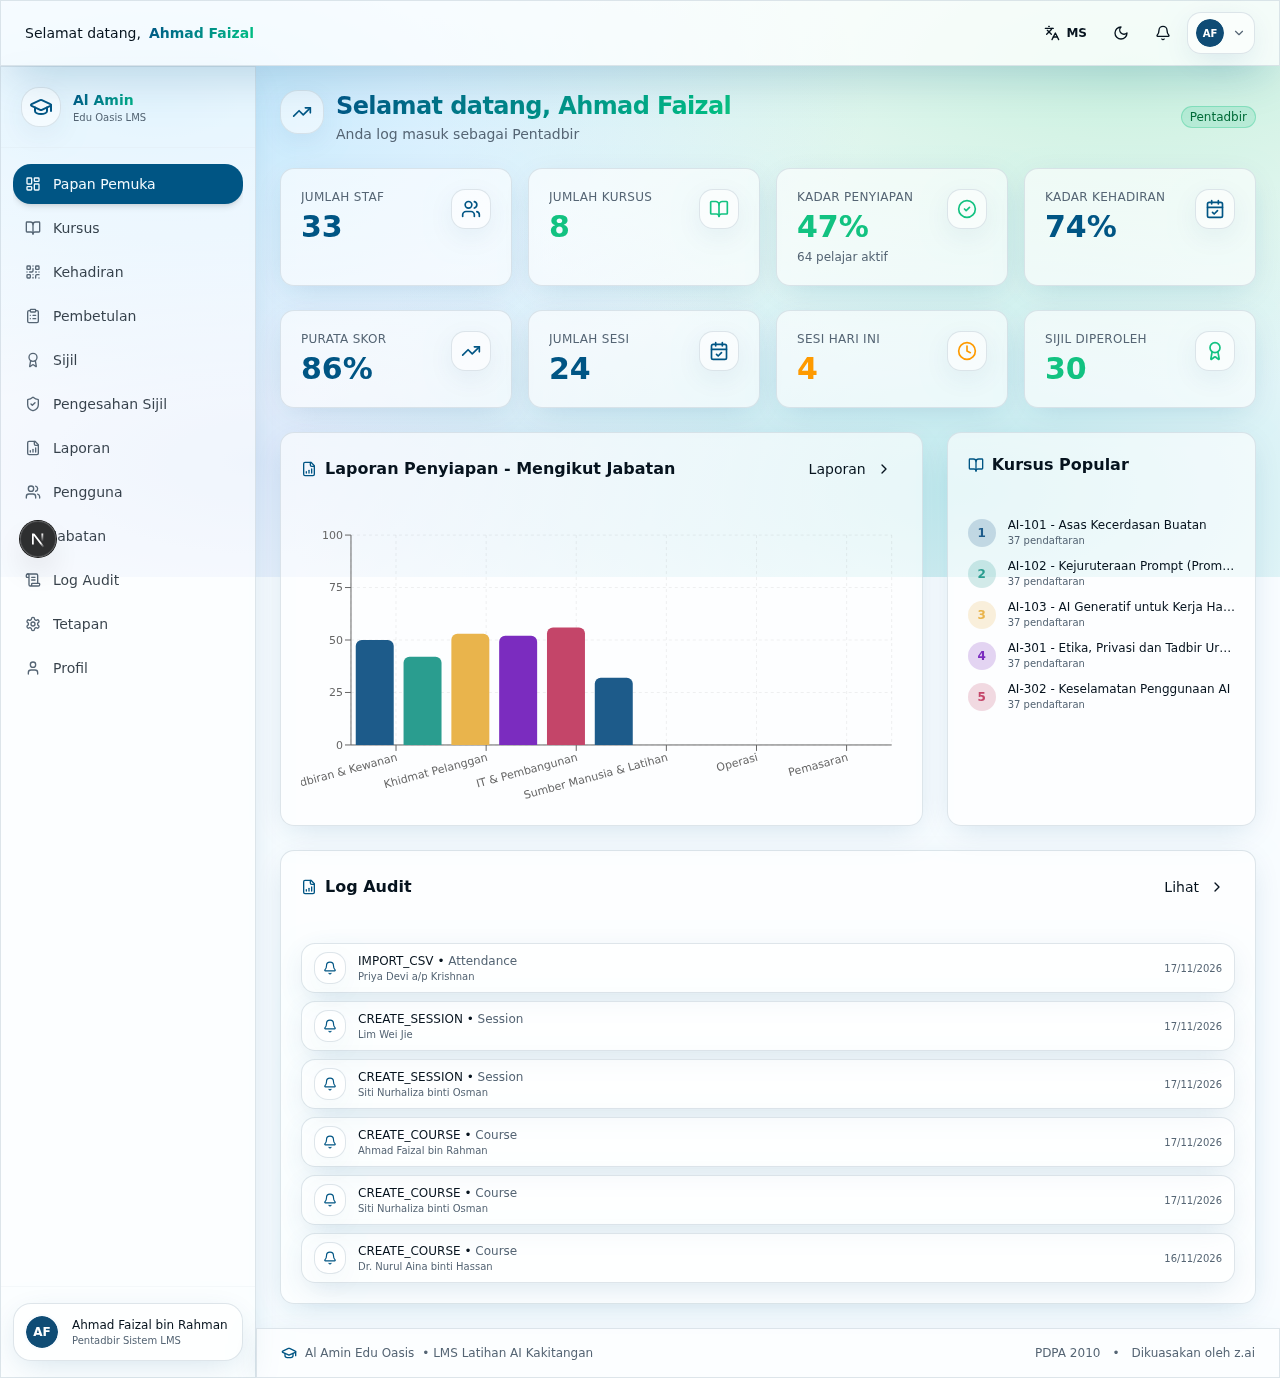 Selamat datang, Ahmad Faizal
MS
AF
Al Amin
Edu Oasis LMS
Papan Pemuka
Kursus
Kehadiran
Pembetulan
Sijil
Pengesahan Sijil
Laporan
Pengguna
abatan
Log Audit
Tetapan
Profil
AF
Ahmad Faizal bin Rahman
Pentadbir Sistem LMS
Selamat datang, Ahmad Faizal
Anda log masuk sebagai Pentadbir
Pentadbir
JUMLAH STAF
33
JUMLAH KURSUS
8
KADAR PENYIAPAN
47%
64 pelajar aktif
KADAR KEHADIRAN
74%
PURATA SKOR
86%
JUMLAH SESI
24
SESI HARI INI
4
SIJIL DIPEROLEH
30
Laporan Penyiapan - Mengikut Jabatan
Laporan
100
75
50
25
0
dbiran & Kewanan
Khidmat Pelanggan
IT & Pembangunan
Sumber Manusia & Latihan
Operasi
Pemasaran
Kursus Popular
1
AI-101 - Asas Kecerdasan Buatan
37 pendaftaran
2
AI-102 - Kejuruteraan Prompt (Prom...
37 pendaftaran
3
AI-103 - AI Generatif untuk Kerja Ha...
37 pendaftaran
4
AI-301 - Etika, Privasi dan Tadbir Ur...
37 pendaftaran
5
AI-302 - Keselamatan Penggunaan AI
37 pendaftaran
Log Audit
Lihat
IMPORT_CSV • Attendance
Priya Devi a/p Krishnan
17/11/2026
CREATE_SESSION • Session
Lim Wei Jie
17/11/2026
CREATE_SESSION • Session
Siti Nurhaliza binti Osman
17/11/2026
CREATE_COURSE • Course
Ahmad Faizal bin Rahman
17/11/2026
CREATE_COURSE • Course
Siti Nurhaliza binti Osman
17/11/2026
CREATE_COURSE • Course
Dr. Nurul Aina binti Hassan
16/11/2026
Al Amin Edu Oasis • LMS Latihan AI Kakitangan
PDPA 2010 • Dikuasakan oleh z.ai